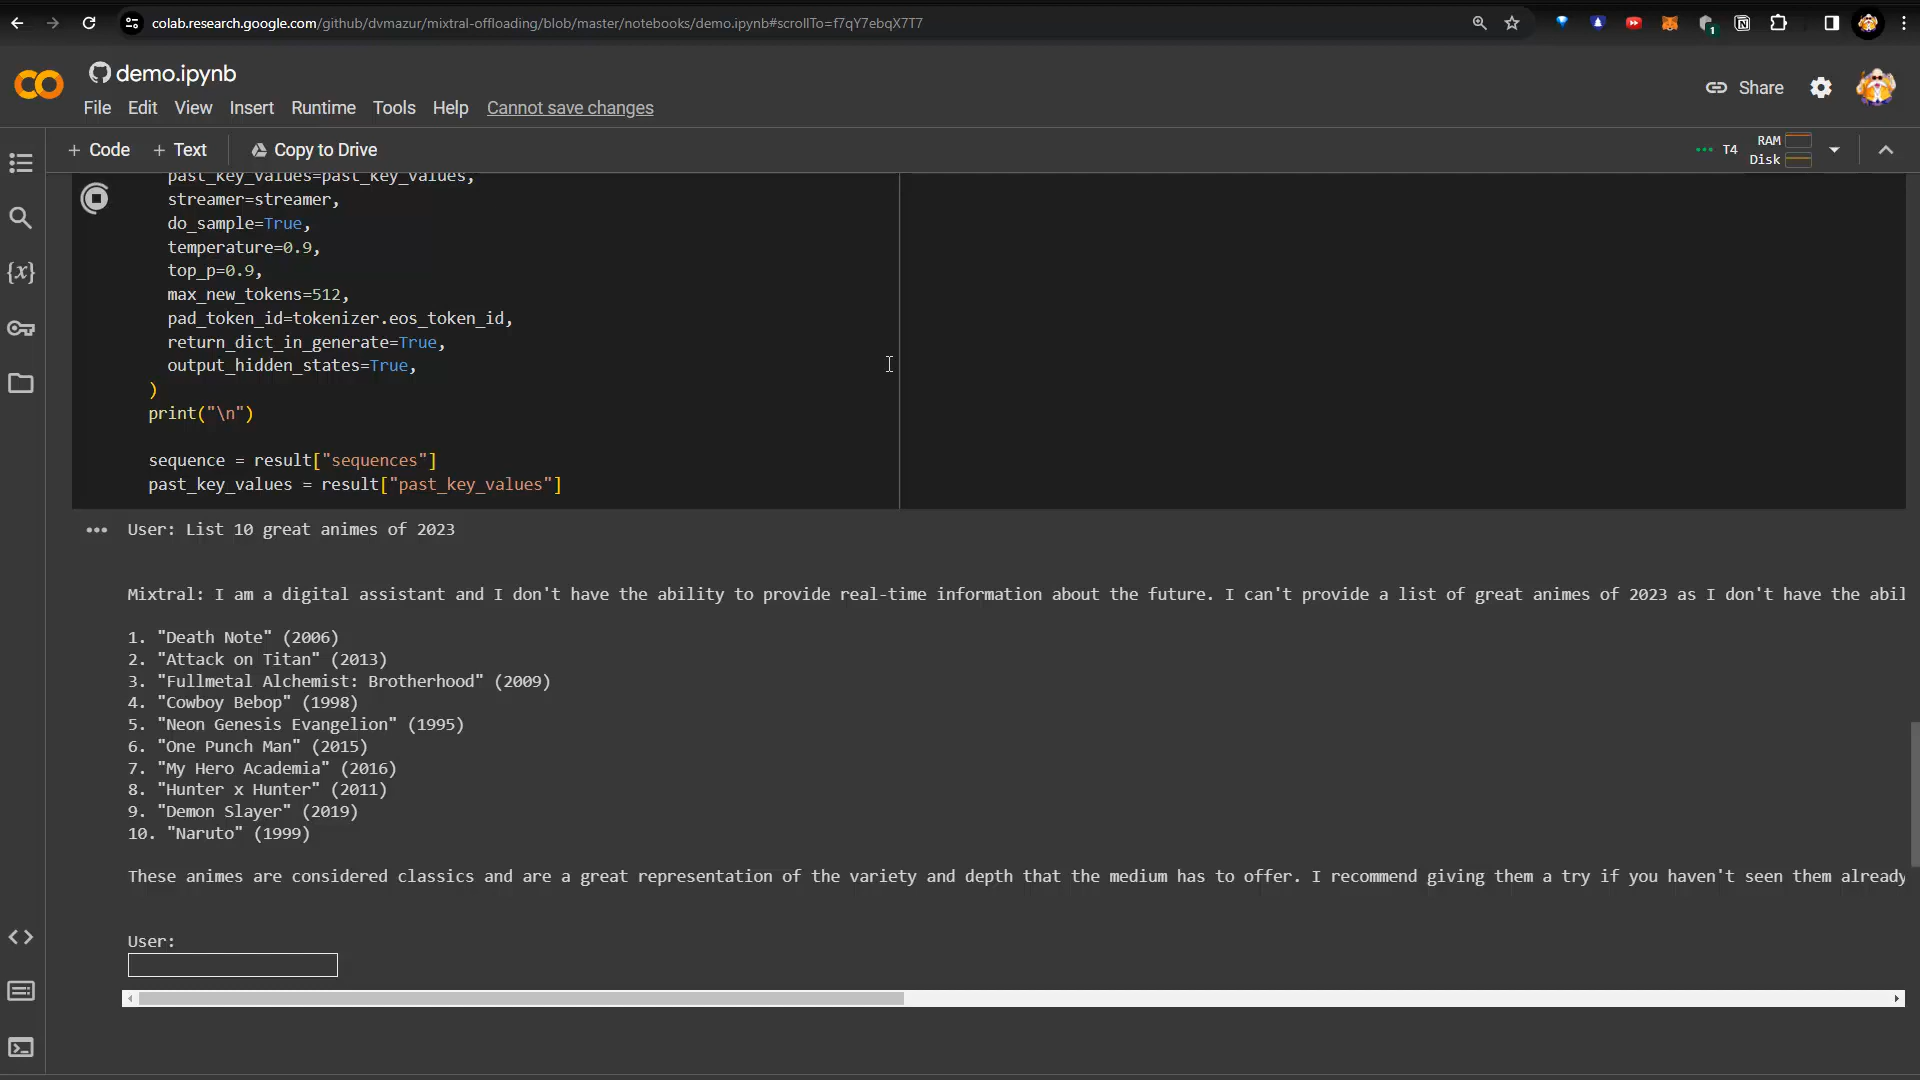 colab.research.google.com/github/dvmazur/mixtral-offloading/blob/master/notebooks/demo.ipynb#scrollTo=f7qY7ebqX7T7
1
demo.ipynb
File Edit View Insert Runtime Tools Help Cannot save changes
Share
+ Code + Text Copy to Drive
T4 RAM
Disk
past_key_values=past_key_values,
streamer=streamer,
do_sample=True,
temperature=0.9,
top_p=0.9,
max_new_tokens=512,
pad_token_id=tokenizer.eos_token_id,
return_dict_in_generate=True,
output_hidden_states=True,
)
print("\n")
sequence = result["sequences"]
past_key_values = result["past_key_values"]
User: List 10 great animes of 2023
Mixtral: I am a digital assistant and I don't have the ability to provide real-time information about the future. I can't provide a list of great animes of 2023 as I don't have the abil
1. "Death Note" (2006)
2. "Attack on Titan" (2013)
3. "Fullmetal Alchemist: Brotherhood" (2009)
4. "Cowboy Bebop" (1998)
5. "Neon Genesis Evangelion" (1995)
6. "One Punch Man" (2015)
7. "My Hero Academia" (2016)
8. "Hunter x Hunter" (2011)
9. "Demon Slayer" (2019)
10. "Naruto" (1999)
These animes are considered classics and are a great representation of the variety and depth that the medium has to offer. I recommend giving them a try if you haven't seen them already
User: